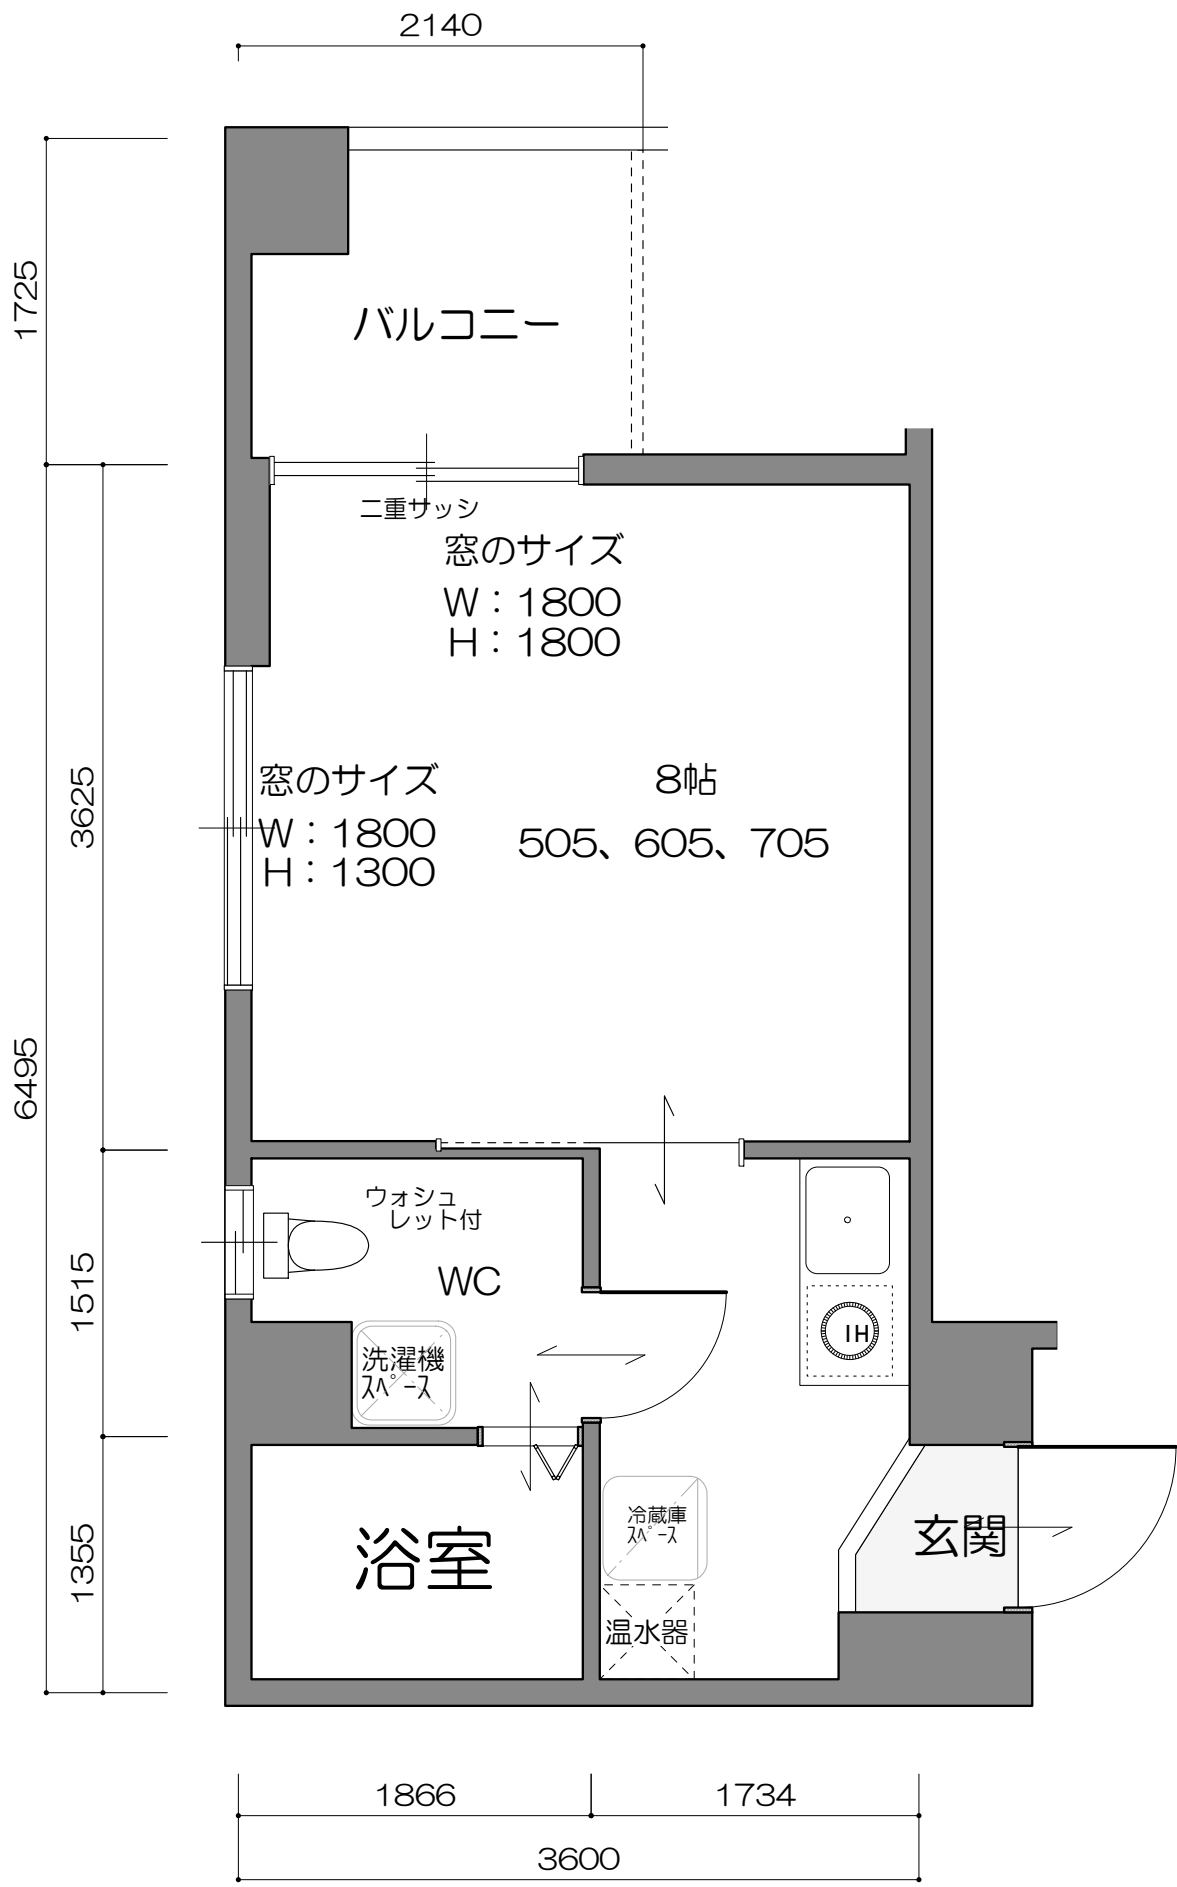 2140
1725
バルコニー
二重サッシ
窓のサイズ
W：1800
H：1800
3625
窓のサイズ
W：1800
H：1300
8帖
505、605、705
6495
ウォシュ
レット付
WC
1515
IH
洗濯機
ｽﾍﾟｰｽ
冷蔵庫
ｽﾍﾟｰｽ
玄関
浴室
1355
温水器
1866
1734
3600